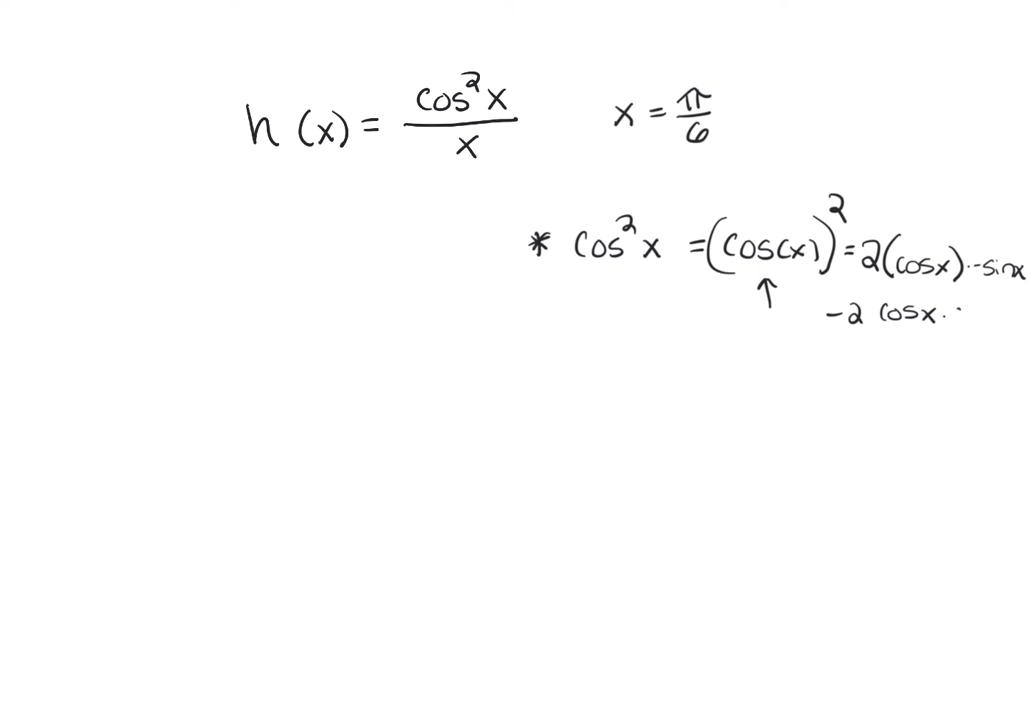 h (x) = cos²x / x x = π/6
* cos²x = (cos(x))² = 2(cosx)·-sinx
↑
-2 cosx ·